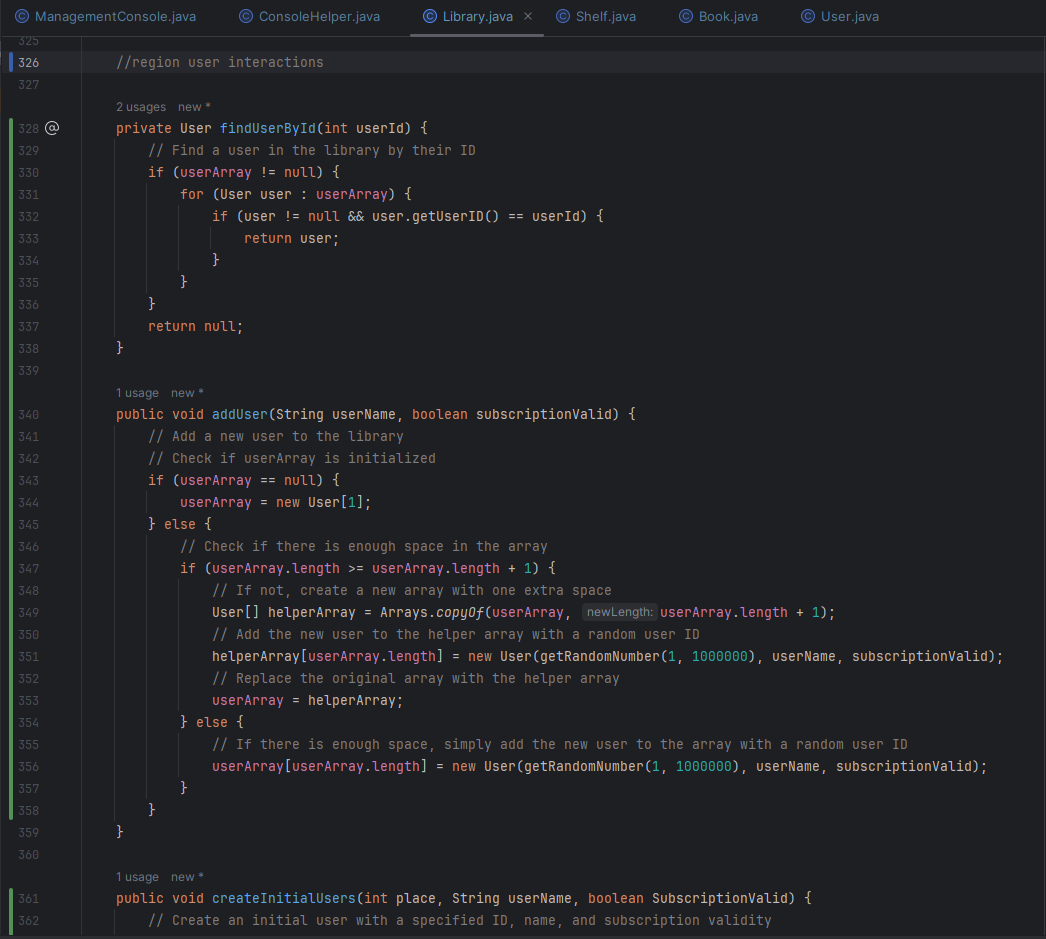 ManagementConsole.java ConsoleHelper.java Library.java Shelf.java Book.java User.java
325
326 //region user interactions
327
2 usages new *
328 private User findUserById(int userId) {
329 // Find a user in the library by their ID
330 if (userArray != null) {
331 for (User user : userArray) {
332 if (user != null && user.getUserID() == userId) {
333 return user;
334 }
335 }
336 }
337 return null;
338 }
339
1 usage new *
340 public void addUser(String userName, boolean subscriptionValid) {
341 // Add a new user to the library
342 // Check if userArray is initialized
343 if (userArray == null) {
344 userArray = new User[1];
345 } else {
346 // Check if there is enough space in the array
347 if (userArray.length >= userArray.length + 1) {
348 // If not, create a new array with one extra space
349 User[] helperArray = Arrays.copyOf(userArray, newLength: userArray.length + 1);
350 // Add the new user to the helper array with a random user ID
351 helperArray[userArray.length] = new User(getRandomNumber(1, 1000000), userName, subscriptionValid);
352 // Replace the original array with the helper array
353 userArray = helperArray;
354 } else {
355 // If there is enough space, simply add the new user to the array with a random user ID
356 userArray[userArray.length] = new User(getRandomNumber(1, 1000000), userName, subscriptionValid);
357 }
358 }
359 }
360
1 usage new *
361 public void createInitialUsers(int place, String userName, boolean SubscriptionValid) {
362 // Create an initial user with a specified ID, name, and subscription validity